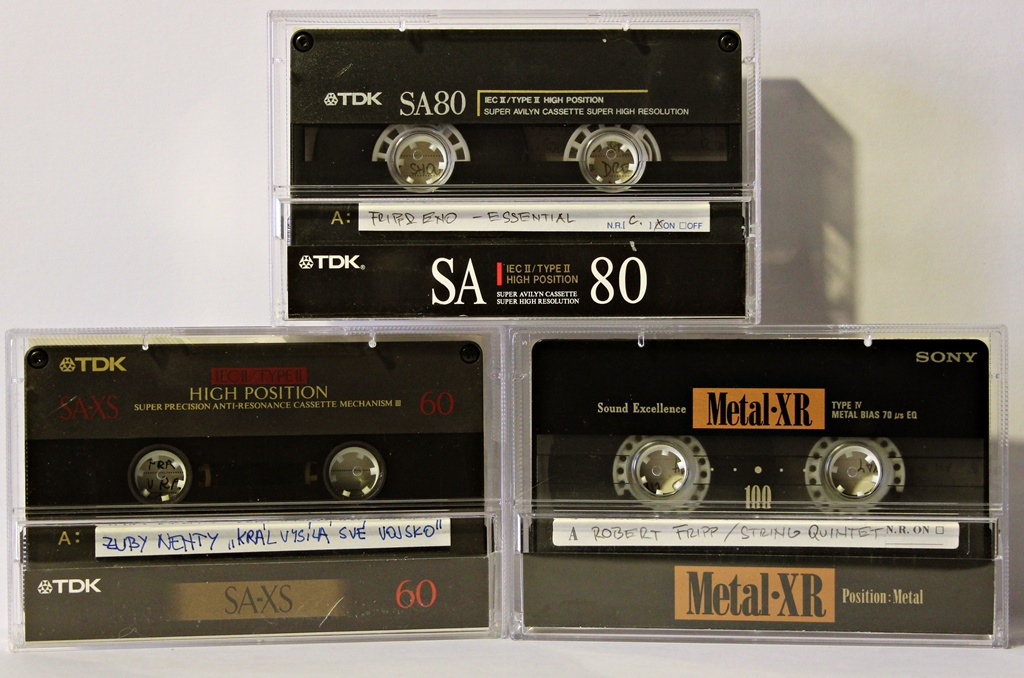 TDK SA80 IEC II/TYPE II HIGH POSITION
SUPER AVILYN CASSETTE SUPER HIGH RESOLUTION
A: FRIPP ENO - ESSENTIAL N.R.[ C. ] ON OFF
TDK SA IEC II/TYPE II HIGH POSITION SUPER AVILYN CASSETTE SUPER HIGH RESOLUTION 80
TDK
IEC II/TYPE II
HIGH POSITION
SA-XS SUPER PRECISION ANTI-RESONANCE CASSETTE MECHANISM III 60
A: ZUBY NEHTY „KRÁL VYSÍLÁ SVÉ VOJSKO"
TDK SA-XS 60
SONY
Sound Excellence Metal·XR TYPE IV METAL BIAS 70 µs EQ
100
A ROBERT FRIPP / STRING QUINTET N.R. ON
Metal·XR Position:Metal